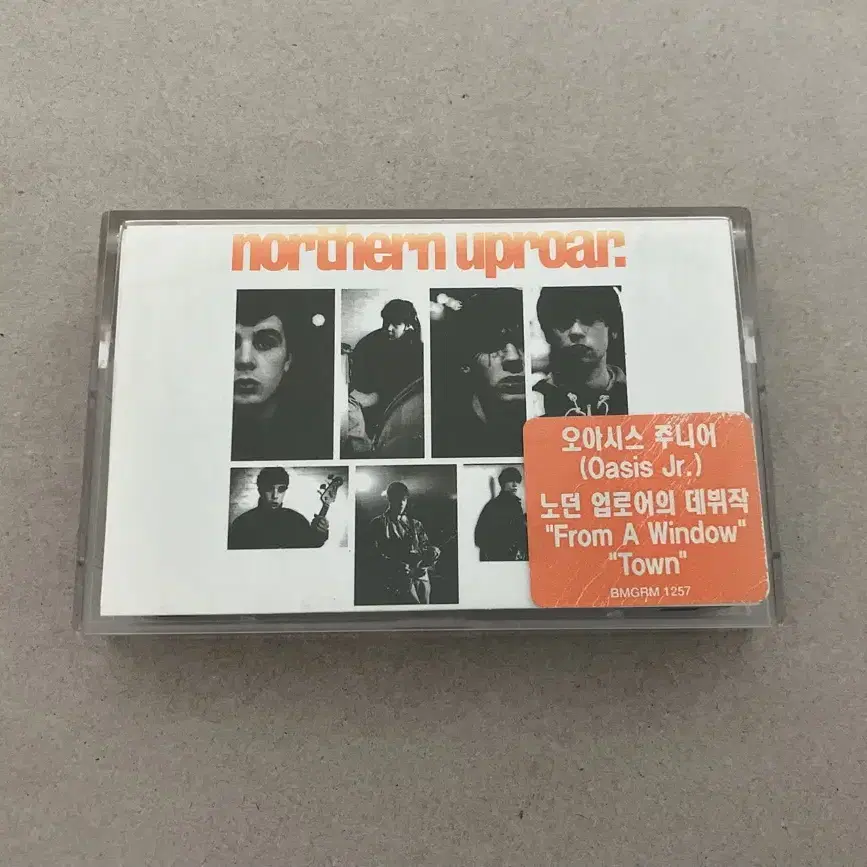 northern uproar.
오아시스 주니어
(Oasis Jr.)
노던 업로어의 데뷔작
"From A Window"
"Town"
BMGRM 1257